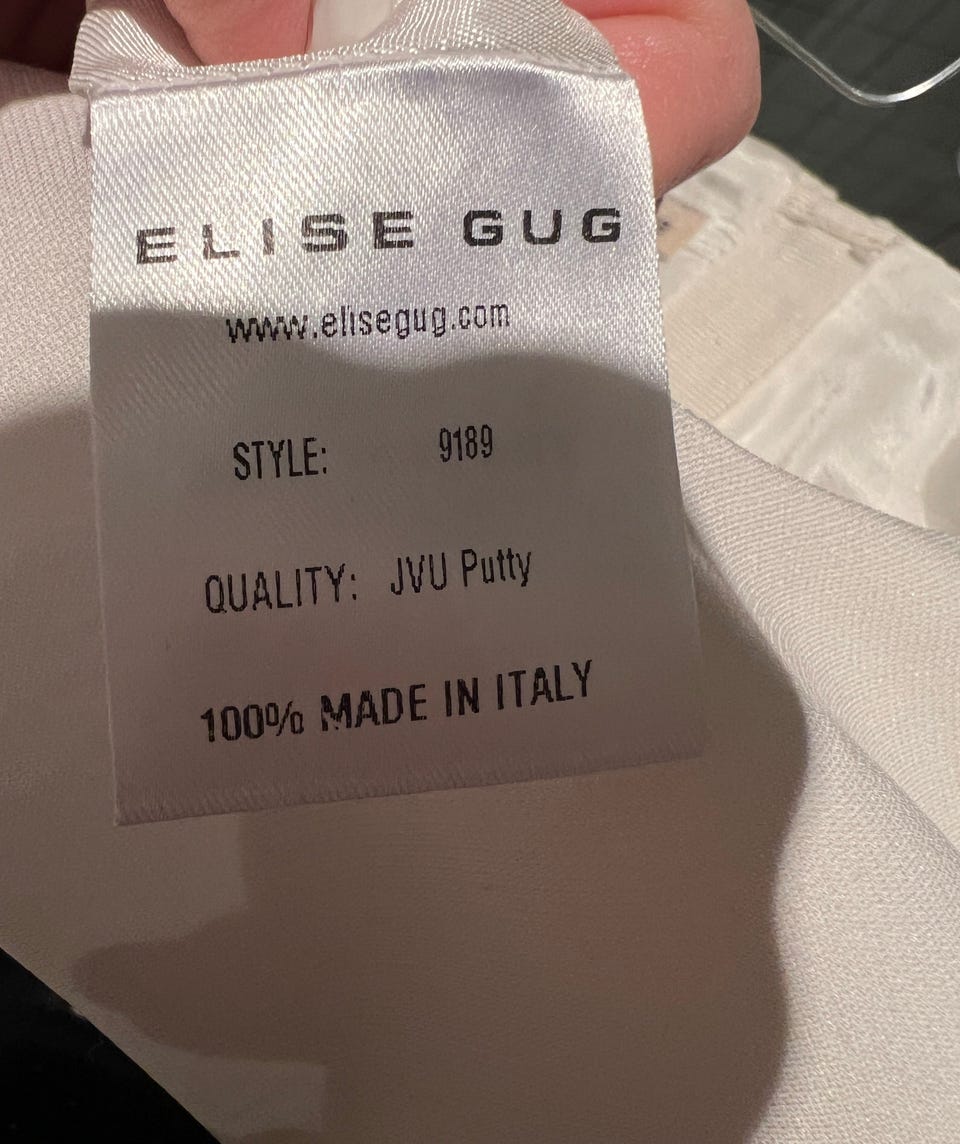 ELISE GUG
www.elisegug.com
STYLE: 9189
QUALITY: JVU Putty
100% MADE IN ITALY